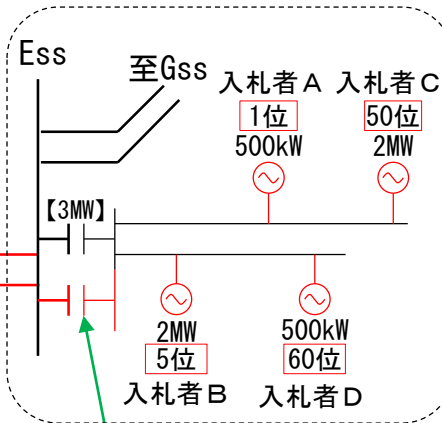 Ess
至Gss
入札者A 入札者C
1位 50位
500kW 2MW
【3MW】
2MW 500kW
5位 60位
入札者B 入札者D